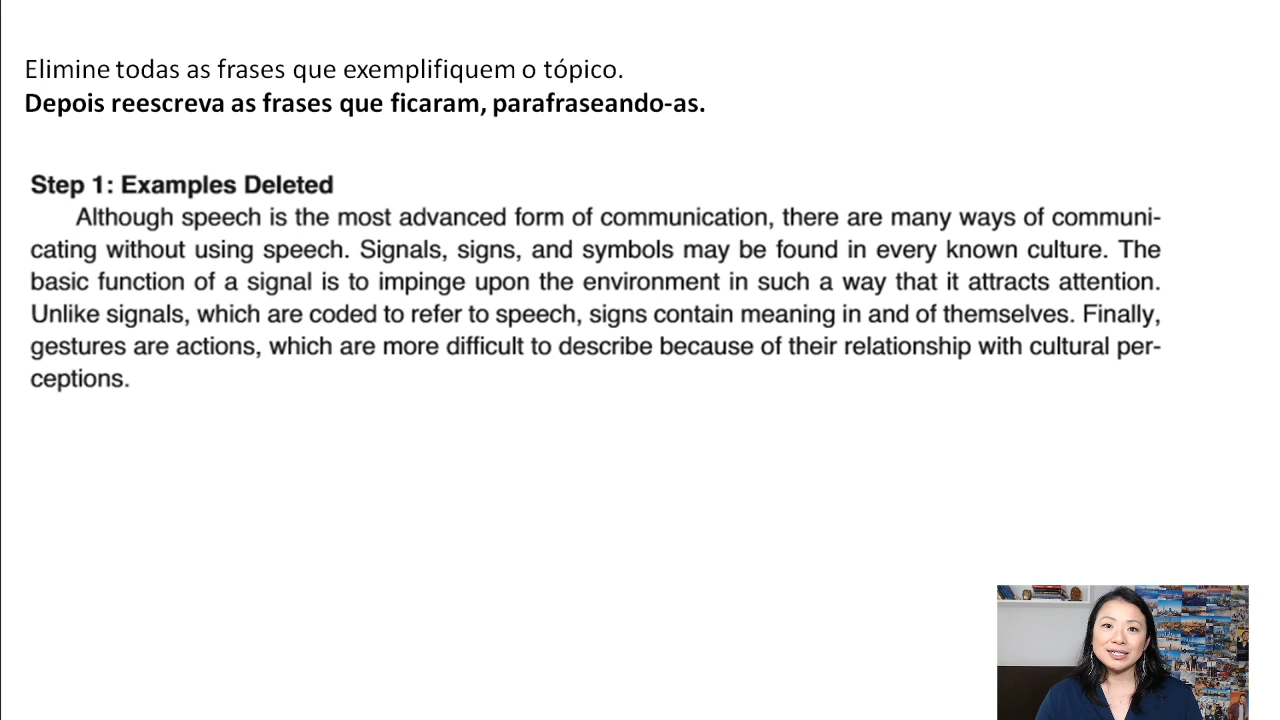 Elimine todas as frases que exemplifiquem o tópico.
Depois reescreva as frases que ficaram, parafraseando-as.
Step 1: Examples Deleted
Although speech is the most advanced form of communication, there are many ways of communi-
cating without using speech. Signals, signs, and symbols may be found in every known culture. The
basic function of a signal is to impinge upon the environment in such a way that it attracts attention.
Unlike signals, which are coded to refer to speech, signs contain meaning in and of themselves. Finally,
gestures are actions, which are more difficult to describe because of their relationship with cultural per-
ceptions.